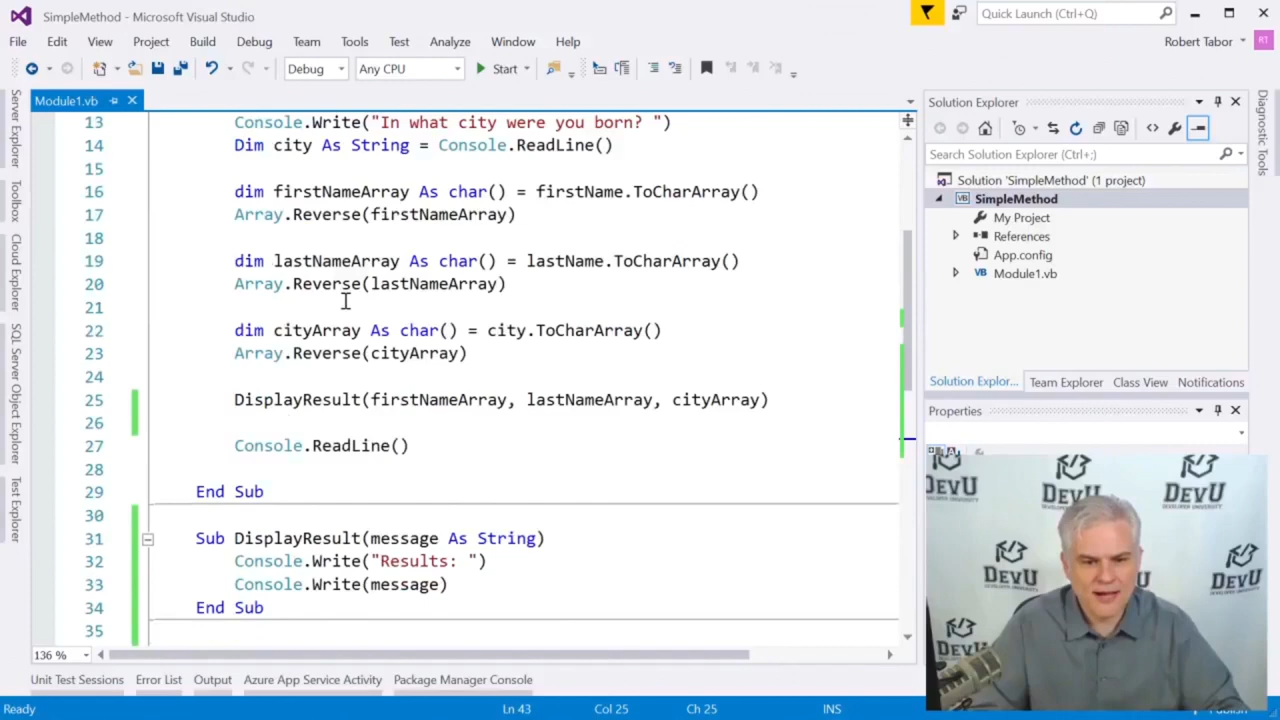 SimpleMethod - Microsoft Visual Studio
Quick Launch (Ctrl+Q)
File Edit View Project Build Debug Team Tools Test Analyze Window Help
Robert Tabor RT
Debug Any CPU Start
Module1.vb
Server Explorer
Toolbox
Cloud Explorer
SQL Server Object Explorer
Test Explorer
13 Console.Write("In what city were you born? ")
14 Dim city As String = Console.ReadLine()
15
16 dim firstNameArray As char() = firstName.ToCharArray()
17 Array.Reverse(firstNameArray)
18
19 dim lastNameArray As char() = lastName.ToCharArray()
20 Array.Reverse(lastNameArray)
21
22 dim cityArray As char() = city.ToCharArray()
23 Array.Reverse(cityArray)
24
25 DisplayResult(firstNameArray, lastNameArray, cityArray)
26
27 Console.ReadLine()
28
29 End Sub
30
31 Sub DisplayResult(message As String)
32 Console.Write("Results: ")
33 Console.Write(message)
34 End Sub
35
136 %
Solution Explorer
Search Solution Explorer (Ctrl+;)
Solution 'SimpleMethod' (1 project)
VB SimpleMethod
My Project
References
App.config
VB Module1.vb
Solution Explor... Team Explorer Class View Notifications
Properties
Diagnostic Tools
DEVU DEVU DEVU
DEVU DEVU
DEVU
Unit Test Sessions Error List Output Azure App Service Activity Package Manager Console
Ready Ln 43 Col 25 Ch 25 INS